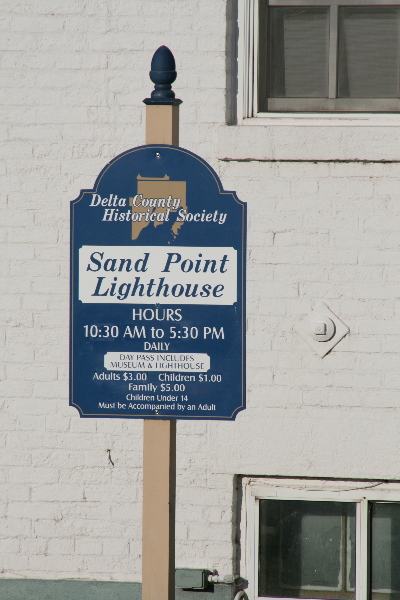 Delta County
Historical Society
Sand Point
Lighthouse
HOURS
10:30 AM to 5:30 PM
DAILY
DAY PASS INCLUDES
MUSEUM & LIGHTHOUSE
Adults $3.00 Children $1.00
Family $5.00
Children Under 14
Must be Accompanied by an Adult